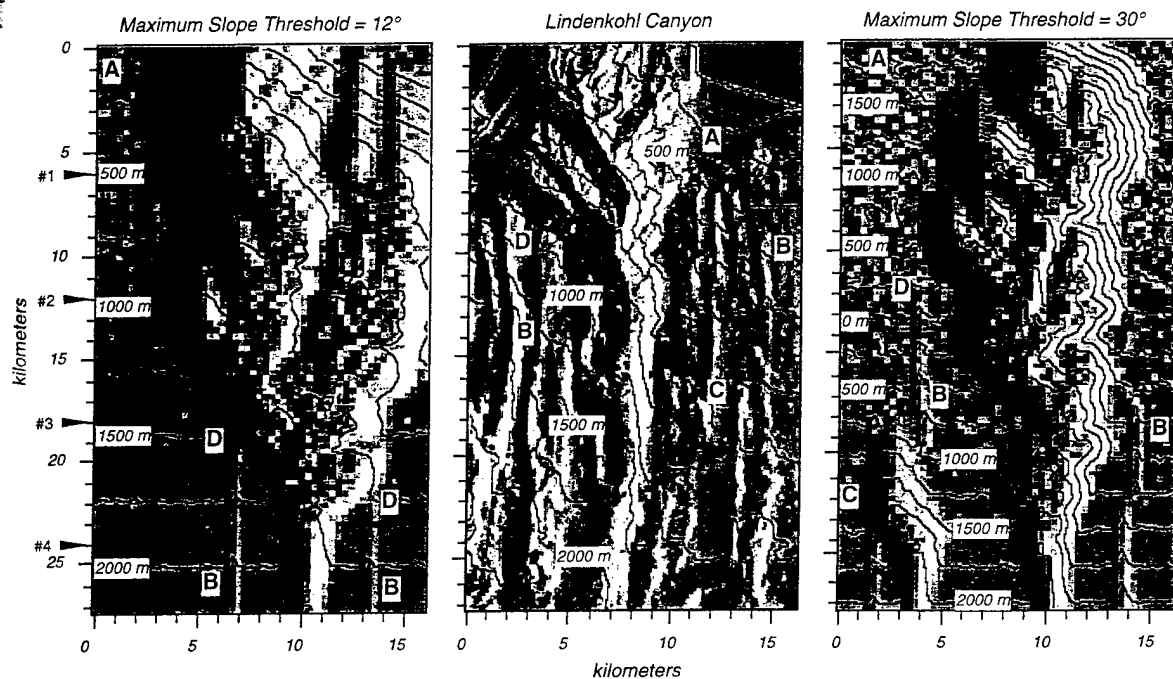 Maximum Slope Threshold = 12°
Lindenkohl Canyon
Maximum Slope Threshold = 30°
0
5
10
15
20
25
kilometers
#1
#2
#3
#4
A
500 m
1000 m
1500 m
D
D
2000 m
B
B
0
5
10
15
A
500 m
D
B
1000 m
B
C
1500 m
2000 m
0
5
10
15
kilometers
A
1500 m
1000 m
500 m
D
0 m
500 m
B
B
1000 m
C
1500 m
2000 m
0
5
10
15